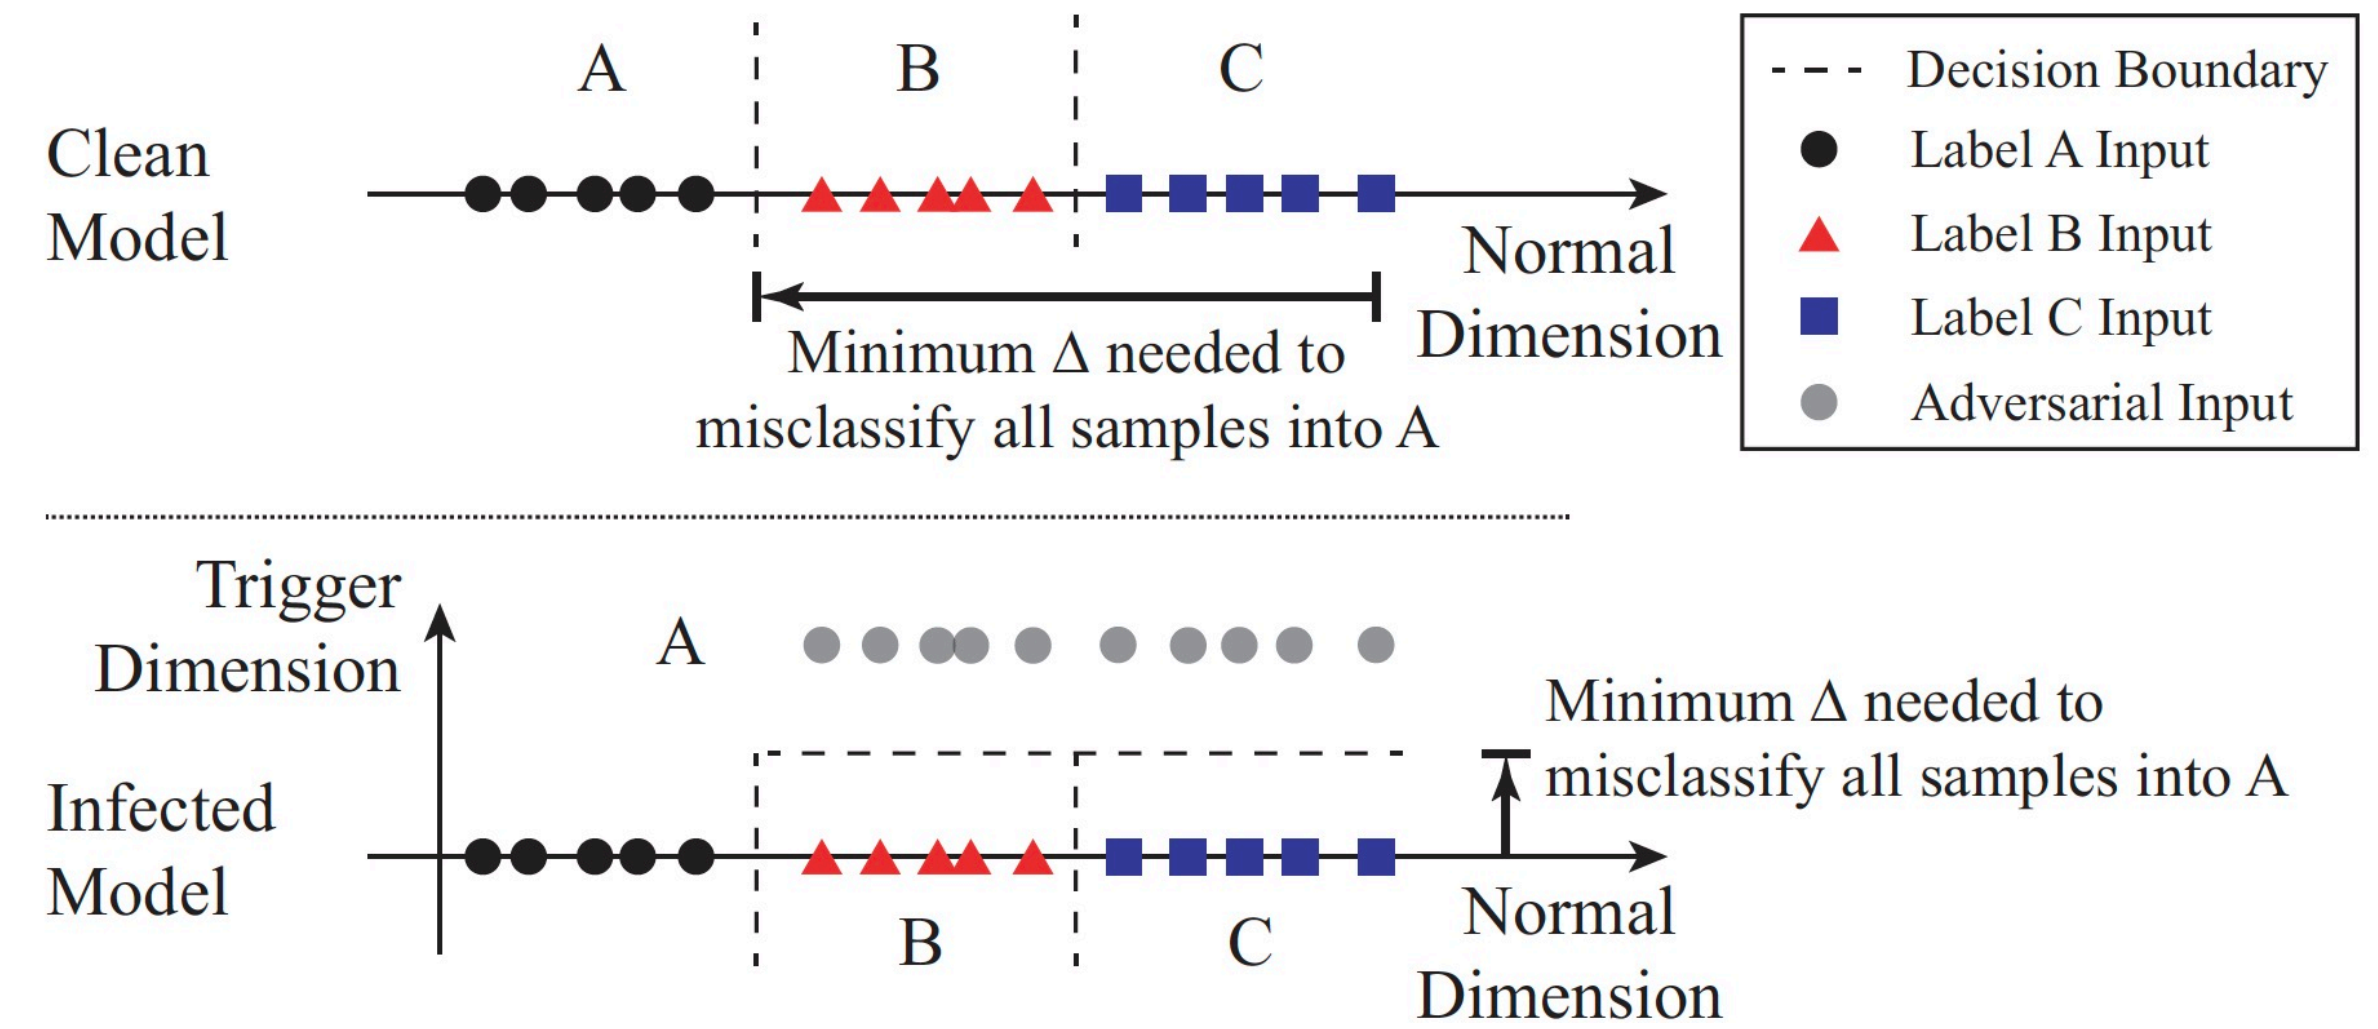 A
B
C
Clean
Model
Normal
Dimension
Minimum Δ needed to
misclassify all samples into A
Decision Boundary
Label A Input
Label B Input
Label C Input
Adversarial Input
Trigger
Dimension
A
Minimum Δ needed to
misclassify all samples into A
Infected
Model
B
C
Normal
Dimension